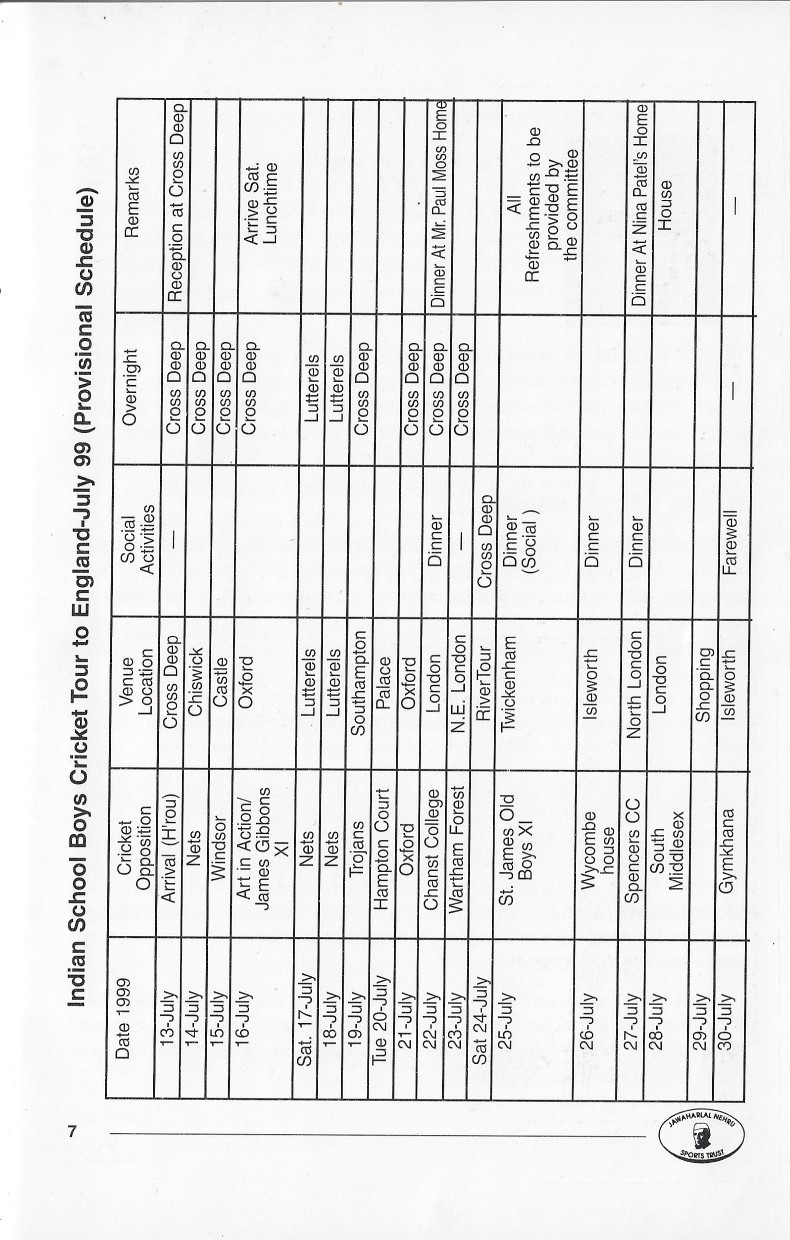 Indian School Boys Cricket Tour to England-July 99 (Provisional Schedule)
Date 1999 Cricket Opposition Venue Location Social Activities Overnight Remarks
13-July Arrival (H'rou) Cross Deep — Cross Deep Reception at Cross Deep
14-July Nets Chiswick Cross Deep
15-July Windsor Castle Cross Deep
16-July Art in Action/ James Gibbons XI Oxford Cross Deep Arrive Sat. Lunchtime
Sat. 17-July Nets Lutterels Lutterels
18-July Nets Lutterels Lutterels
19-July Trojans Southampton Cross Deep
Tue 20-July Hampton Court Palace
21-July Oxford Oxford Cross Deep
22-July Chanst College London Dinner Cross Deep Dinner At Mr. Paul Moss Home
23-July Wartham Forest N.E. London — Cross Deep
Sat 24-July RiverTour Cross Deep
25-July St. James Old Boys XI Twickenham Dinner (Social ) All Refreshments to be provided by the committee
26-July Wycombe house Isleworth Dinner
27-July Spencers CC North London Dinner Dinner At Nina Patel's Home
28-July South Middlesex London House
29-July Shopping
30-July Gymkhana Isleworth Farewell — —
7
JAWAHARLAL NEHRU
SPORTS TRUST